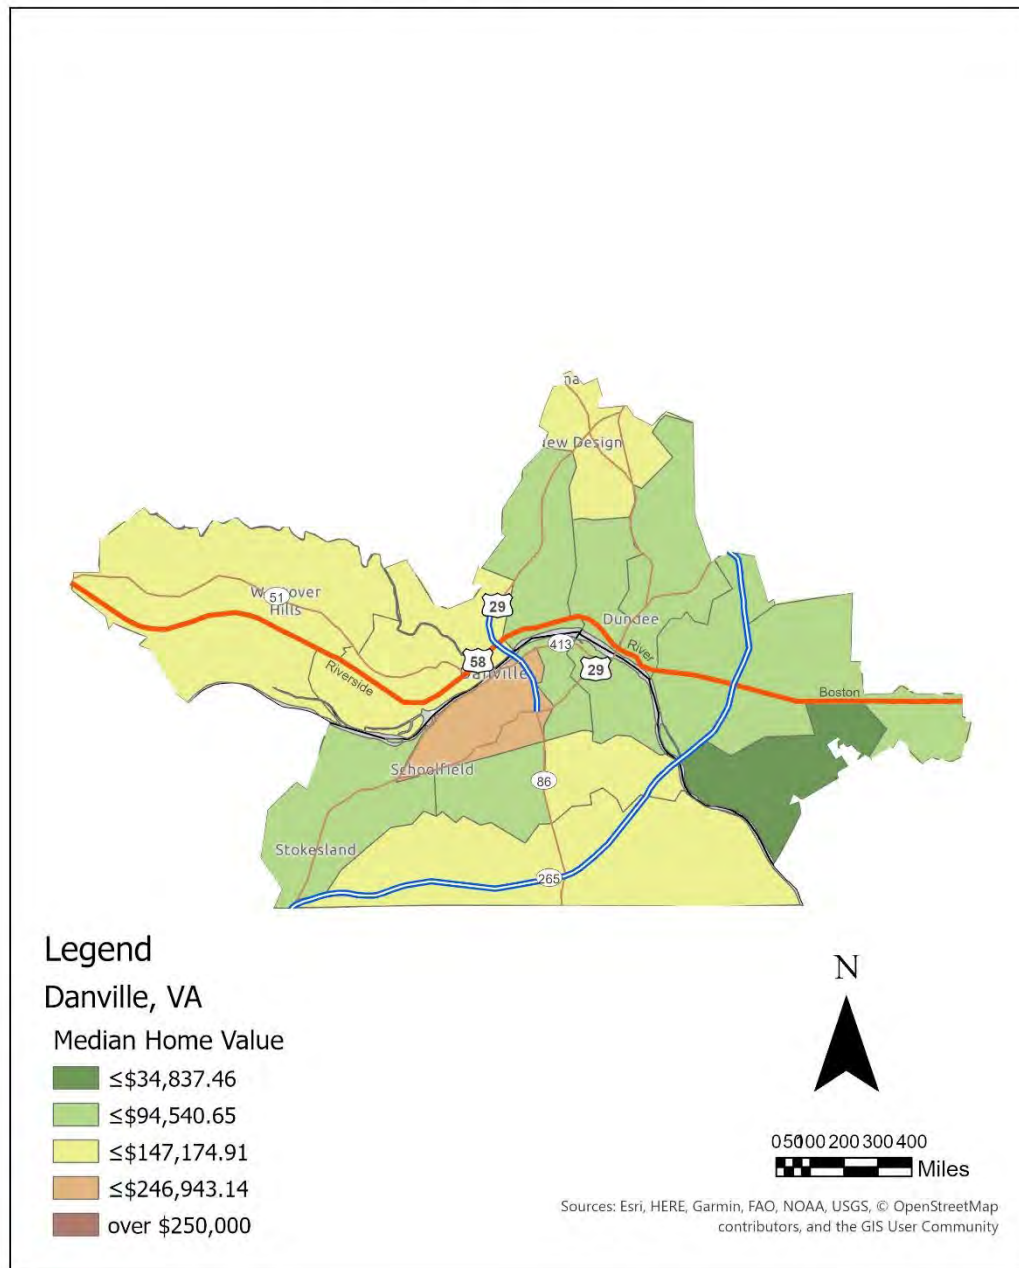 na
ew Design
51
W over
Hills
29
Dundee
58
413
River
29
Danville
Riverside
Boston
Schoolfield
86
Stokesland
265
Legend
Danville, VA
Median Home Value
≤$34,837.46
≤$94,540.65
≤$147,174.91
≤$246,943.14
over $250,000
N
0 50 100 200 300 400
Miles
Sources: Esri, HERE, Garmin, FAO, NOAA, USGS, © OpenStreetMap
contributors, and the GIS User Community